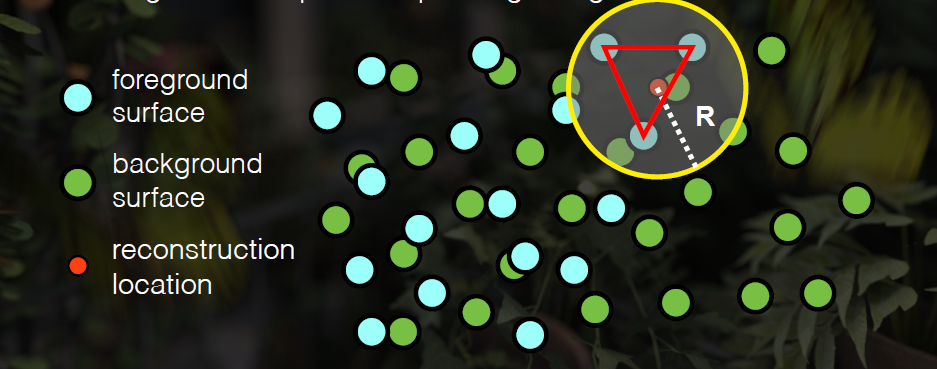 foreground
surface
R
background
surface
reconstruction
location